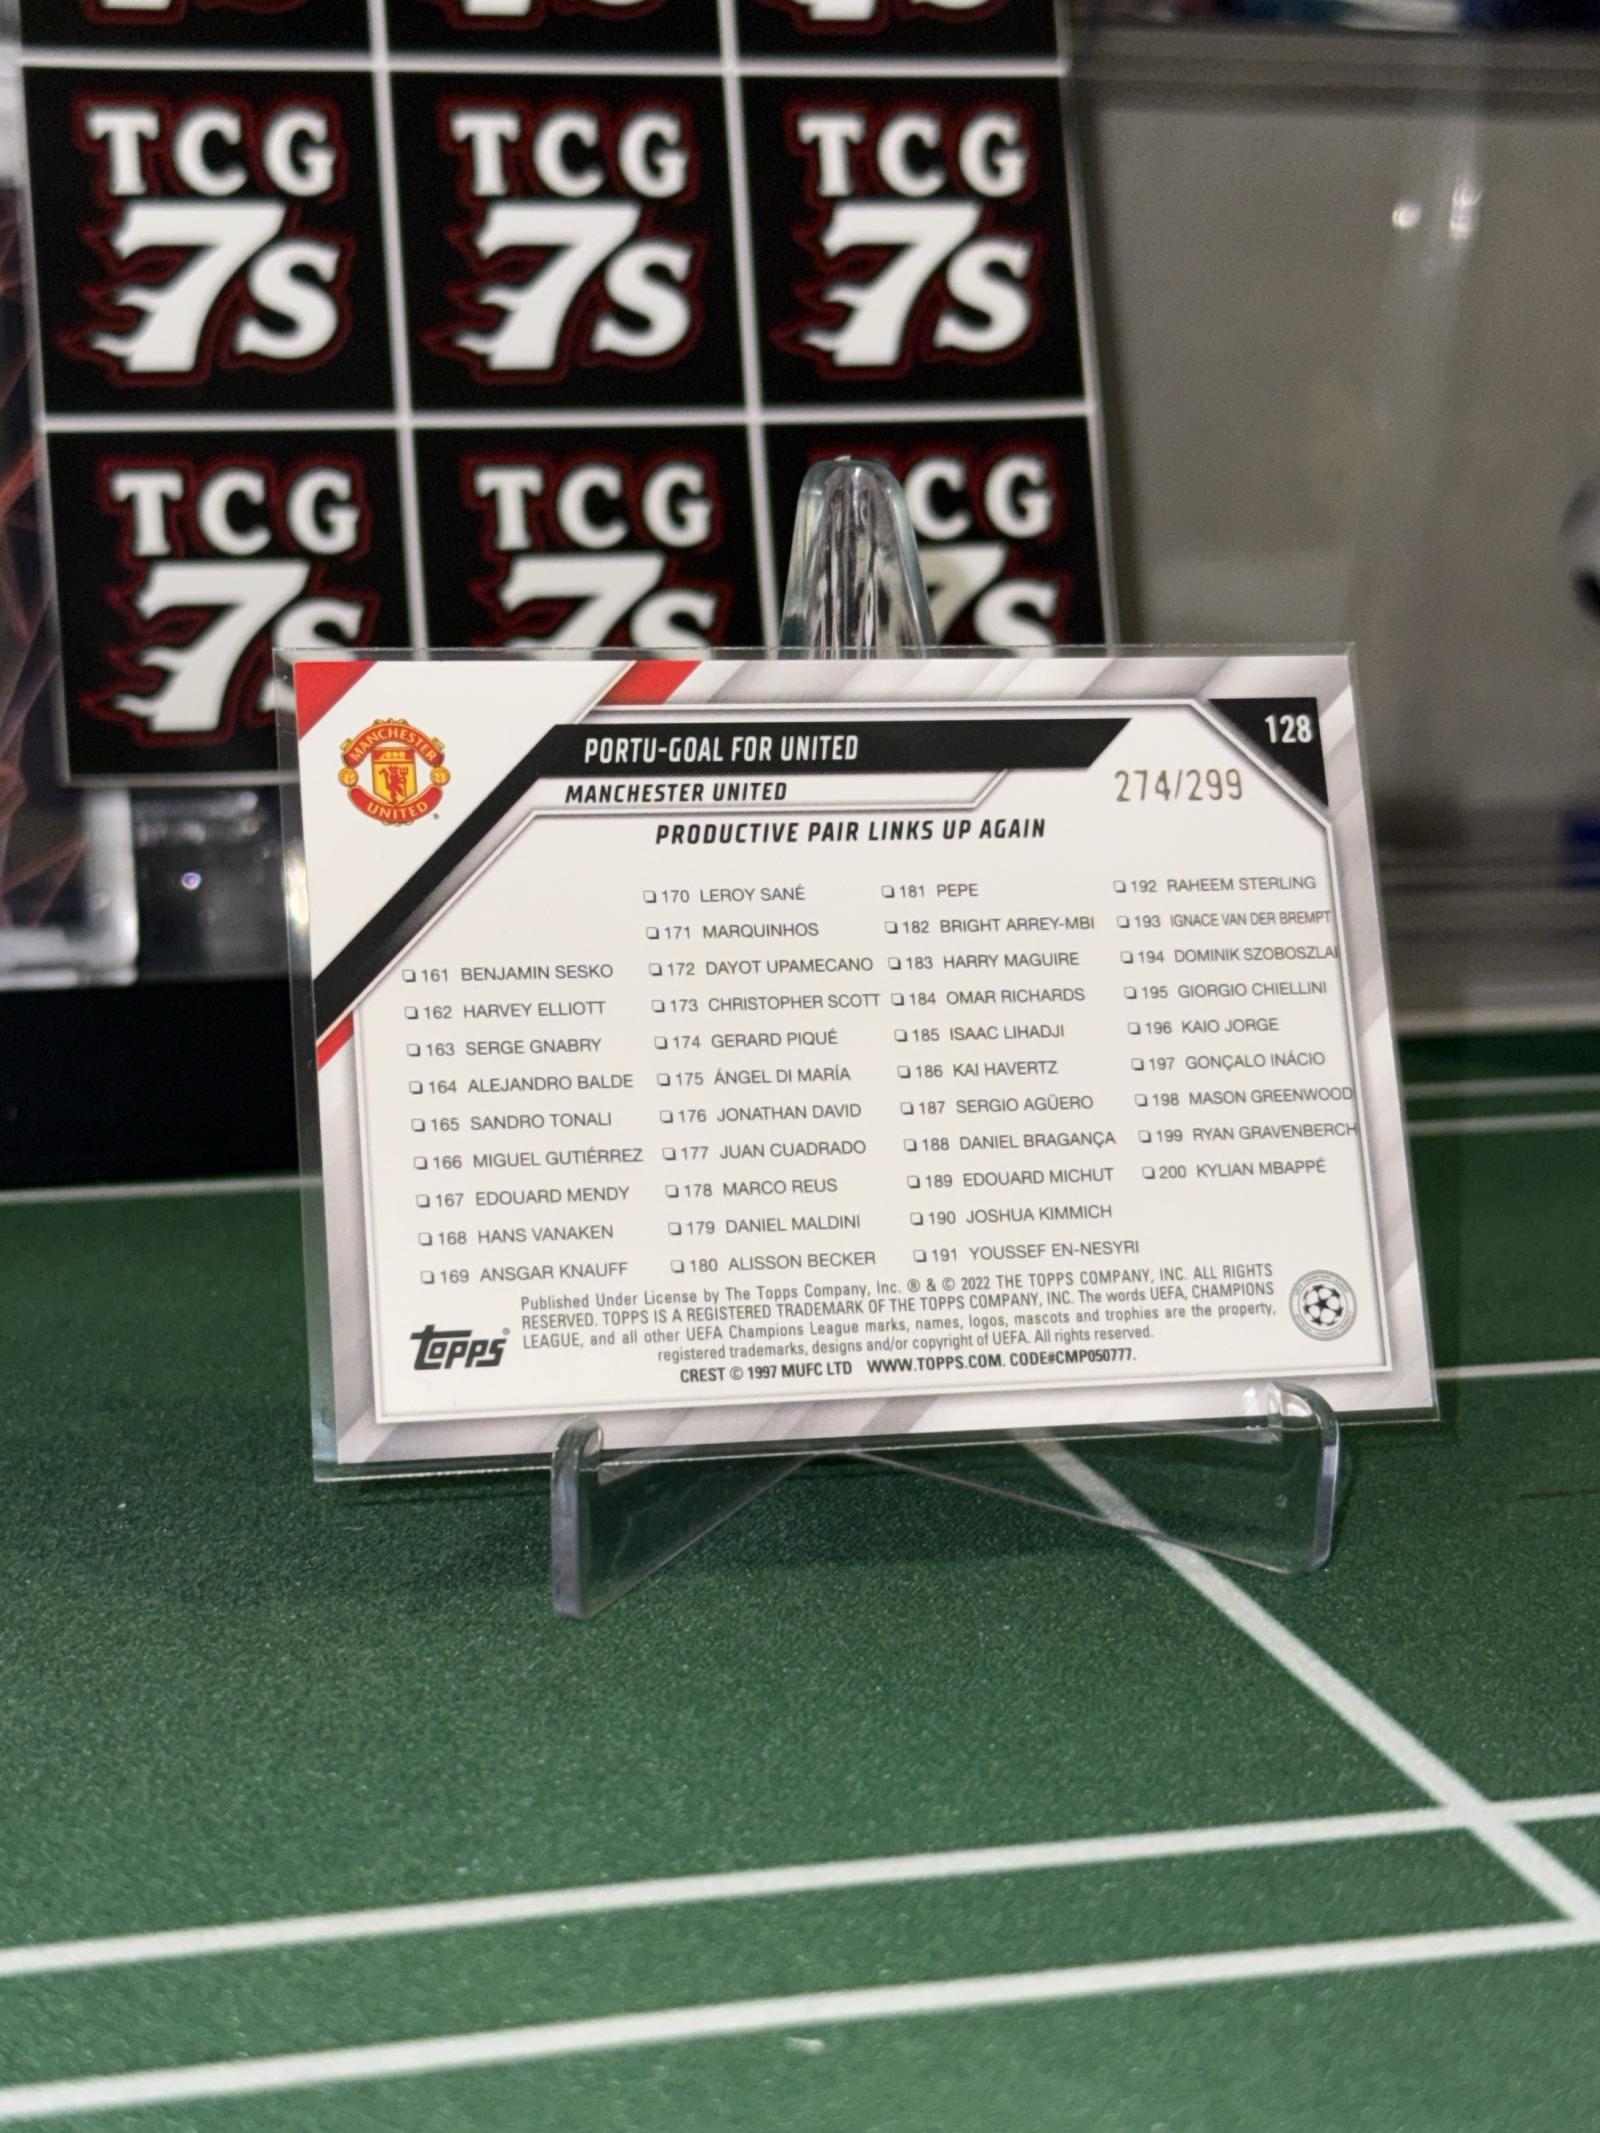 TCG
7S
TCG
7S
TCG
7S
TCG
7S
TCG
7S
CG
7S
MANCHESTER
UNITED
PORTU-GOAL FOR UNITED
128
MANCHESTER UNITED
274/299
PRODUCTIVE PAIR LINKS UP AGAIN
❏ 161 BENJAMIN SESKO
❏ 162 HARVEY ELLIOTT
❏ 163 SERGE GNABRY
❏ 164 ALEJANDRO BALDE
❏ 165 SANDRO TONALI
❏ 166 MIGUEL GUTIÉRREZ
❏ 167 EDOUARD MENDY
❏ 168 HANS VANAKEN
❏ 169 ANSGAR KNAUFF
❏ 170 LEROY SANÉ
❏ 171 MARQUINHOS
❏ 172 DAYOT UPAMECANO
❏ 173 CHRISTOPHER SCOTT
❏ 174 GERARD PIQUÉ
❏ 175 ÁNGEL DI MARÍA
❏ 176 JONATHAN DAVID
❏ 177 JUAN CUADRADO
❏ 178 MARCO REUS
❏ 179 DANIEL MALDINI
❏ 180 ALISSON BECKER
❏ 181 PEPE
❏ 182 BRIGHT ARREY-MBI
❏ 183 HARRY MAGUIRE
❏ 184 OMAR RICHARDS
❏ 185 ISAAC LIHADJI
❏ 186 KAI HAVERTZ
❏ 187 SERGIO AGÜERO
❏ 188 DANIEL BRAGANÇA
❏ 189 EDOUARD MICHUT
❏ 190 JOSHUA KIMMICH
❏ 191 YOUSSEF EN-NESYRI
❏ 192 RAHEEM STERLING
❏ 193 IGNACE VAN DER BREMPT
❏ 194 DOMINIK SZOBOSZLAI
❏ 195 GIORGIO CHIELLINI
❏ 196 KAIO JORGE
❏ 197 GONÇALO INÁCIO
❏ 198 MASON GREENWOOD
❏ 199 RYAN GRAVENBERCH
❏ 200 KYLIAN MBAPPÉ
topps®
Published Under License by The Topps Company, Inc. ® & © 2022 THE TOPPS COMPANY, INC. ALL RIGHTS
RESERVED. TOPPS IS A REGISTERED TRADEMARK OF THE TOPPS COMPANY, INC. The words UEFA, CHAMPIONS
LEAGUE, and all other UEFA Champions League marks, names, logos, mascots and trophies are the property,
registered trademarks, designs and/or copyright of UEFA. All rights reserved.
CREST © 1997 MUFC LTD WWW.TOPPS.COM. CODE#CMP050777.